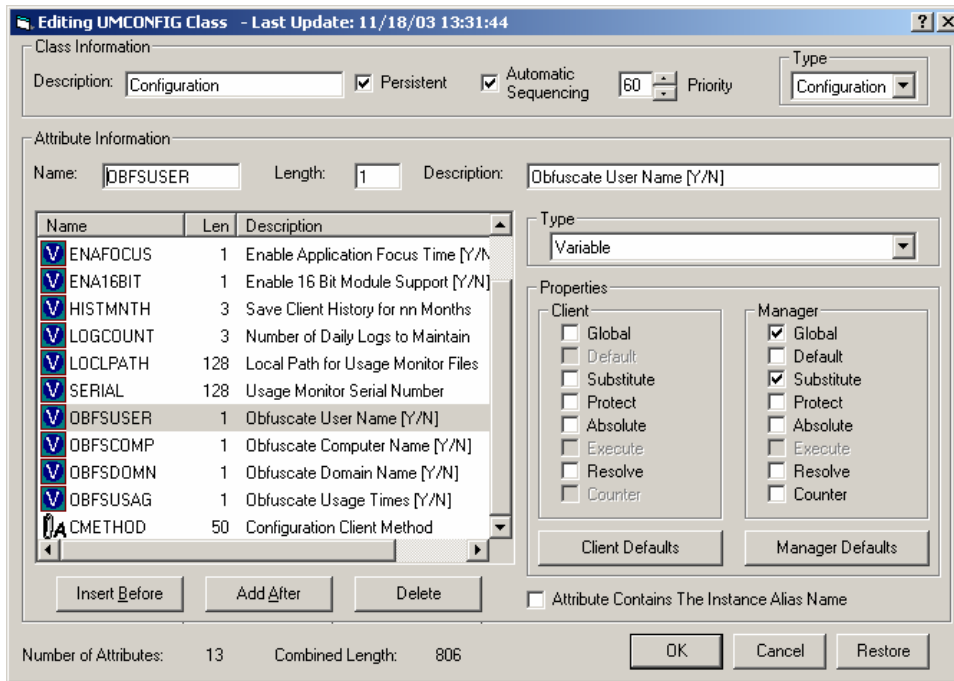 Editing UMCONFIG Class - Last Update: 11/18/03 13:31:44
Class Information
Description: Configuration Persistent Automatic Sequencing 60 Priority
Type
Configuration
Attribute Information
Name: OBFSUSER Length: 1 Description: Obfuscate User Name [Y/N]
Name Len Description
V ENAFOCUS 1 Enable Application Focus Time [Y/N
V ENA16BIT 1 Enable 16 Bit Module Support [Y/N]
V HISTMNTH 3 Save Client History for nn Months
V LOGCOUNT 3 Number of Daily Logs to Maintain
V LOCLPATH 128 Local Path for Usage Monitor Files
V SERIAL 128 Usage Monitor Serial Number
V OBFSUSER 1 Obfuscate User Name [Y/N]
V OBFSCOMP 1 Obfuscate Computer Name [Y/N]
V OBFSDOMN 1 Obfuscate Domain Name [Y/N]
V OBFSUSAG 1 Obfuscate Usage Times [Y/N]
A CMETHOD 50 Configuration Client Method
Insert Before Add After Delete
Type
Variable
Properties
Client
Global
Default
Substitute
Protect
Absolute
Execute
Resolve
Counter
Manager
Global
Default
Substitute
Protect
Absolute
Execute
Resolve
Counter
Client Defaults Manager Defaults
Attribute Contains The Instance Alias Name
Number of Attributes: 13 Combined Length: 806
OK Cancel Restore